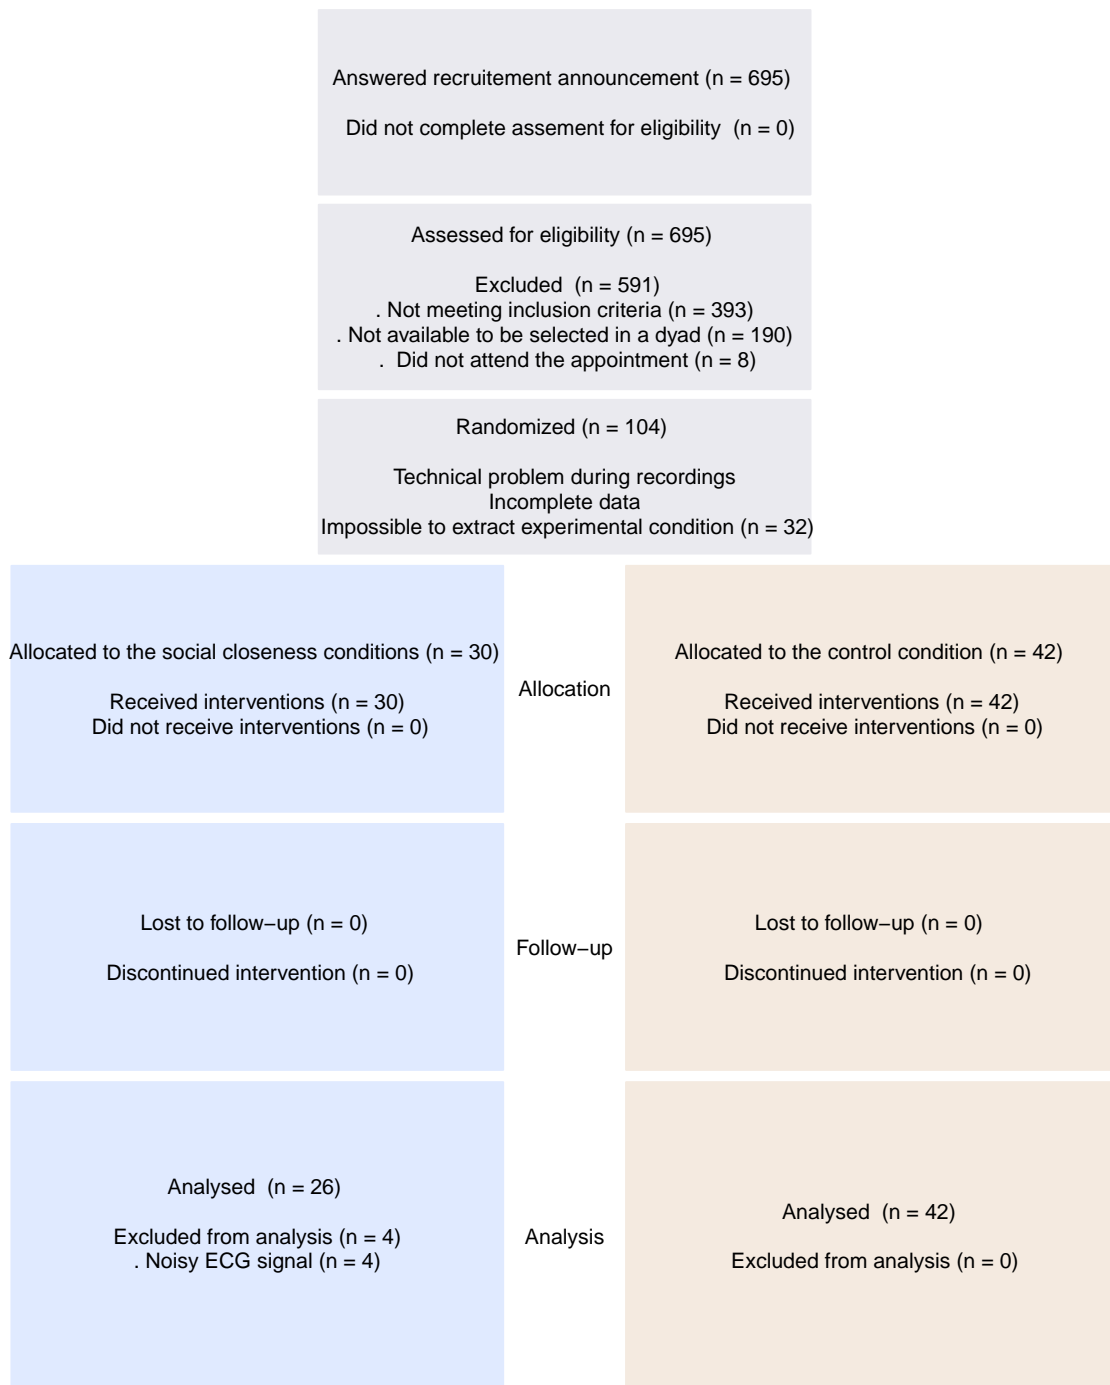 Answered recruitement announcement (n = 695)
Did not complete assement for eligibility (n = 0)
Assessed for eligibility (n = 695)
Excluded (n = 591)
. Not meeting inclusion criteria (n = 393)
. Not available to be selected in a dyad (n = 190)
. Did not attend the appointment (n = 8)
Randomized (n = 104)
Technical problem during recordings
Incomplete data
Impossible to extract experimental condition (n = 32)
Allocated to the social closeness conditions (n = 30)
Received interventions (n = 30)
Did not receive interventions (n = 0)
Allocation
Allocated to the control condition (n = 42)
Received interventions (n = 42)
Did not receive interventions (n = 0)
Lost to follow−up (n = 0)
Discontinued intervention (n = 0)
Follow−up
Lost to follow−up (n = 0)
Discontinued intervention (n = 0)
Analysed (n = 26)
Excluded from analysis (n = 4)
. Noisy ECG signal (n = 4)
Analysis
Analysed (n = 42)
Excluded from analysis (n = 0)